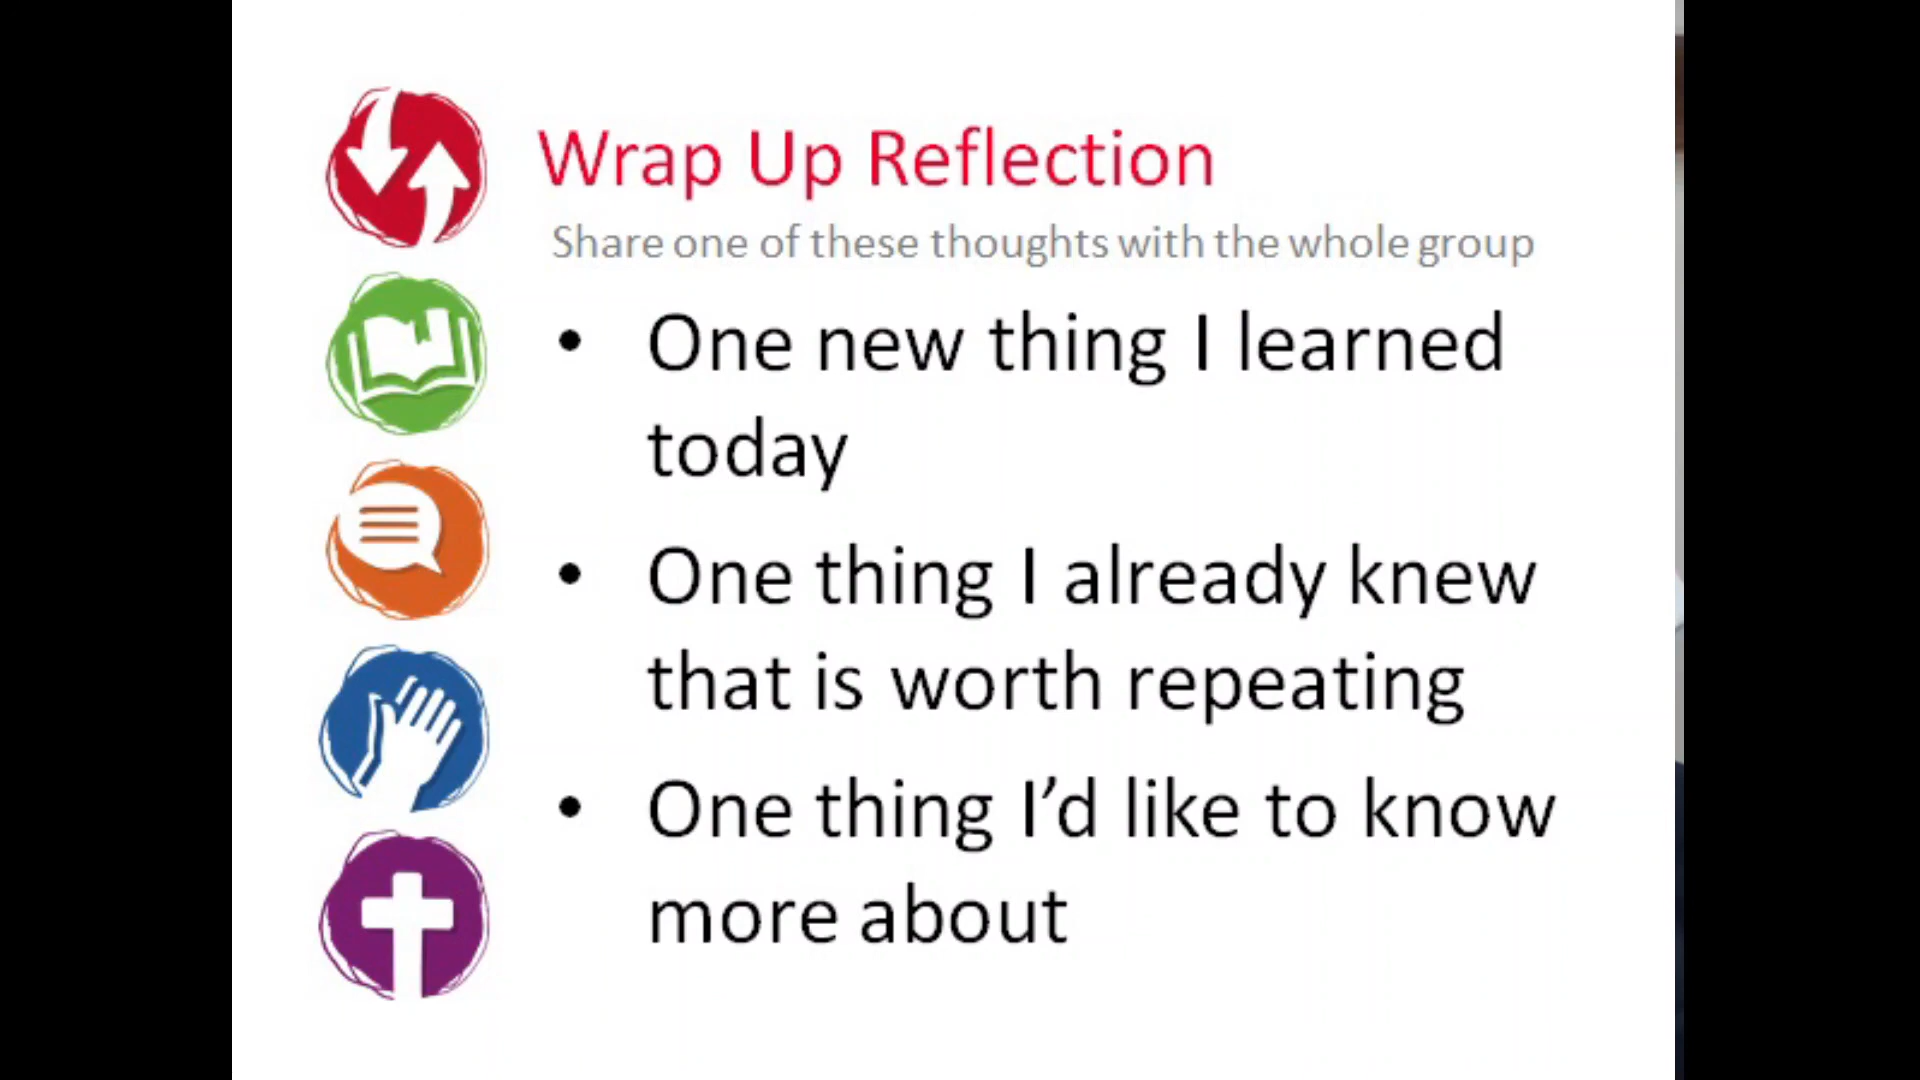 Wrap Up Reflection
Share one of these thoughts with the whole group
• One new thing I learned
today
• One thing I already knew
that is worth repeating
• One thing I’d like to know
more about